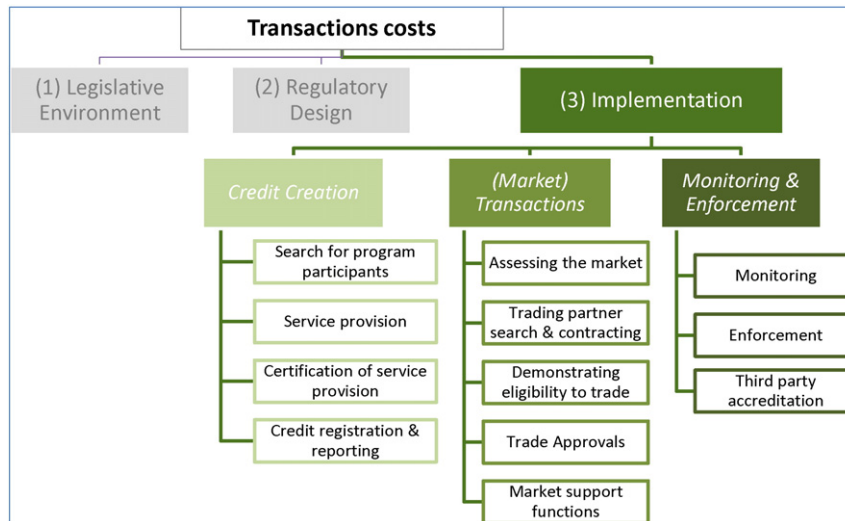 Transactions costs
(1) Legislative
Environment
(2) Regulatory
Design
(3) Implementation
Credit Creation
(Market)
Transactions
Monitoring &
Enforcement
Search for program
participants
Service provision
Certification of service
provision
Credit registration &
reporting
Assessing the market
Trading partner
search & contracting
Demonstrating
eligibility to trade
Trade Approvals
Market support
functions
Monitoring
Enforcement
Third party
accreditation